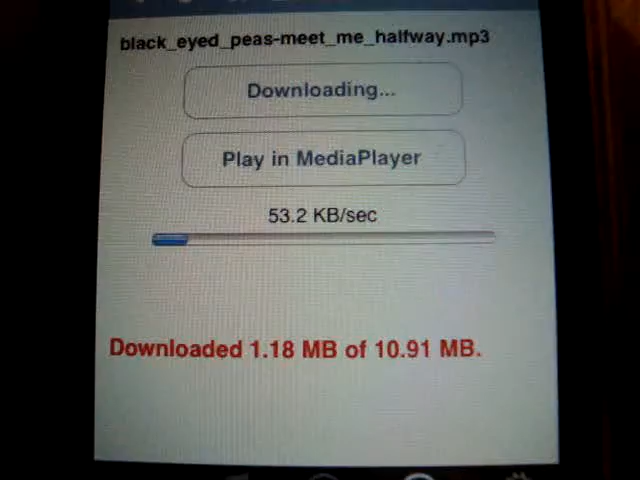 black_eyed_peas-meet_me_halfway.mp3
Downloading...
Play in MediaPlayer
53.2 KB/sec
Downloaded 1.18 MB of 10.91 MB.